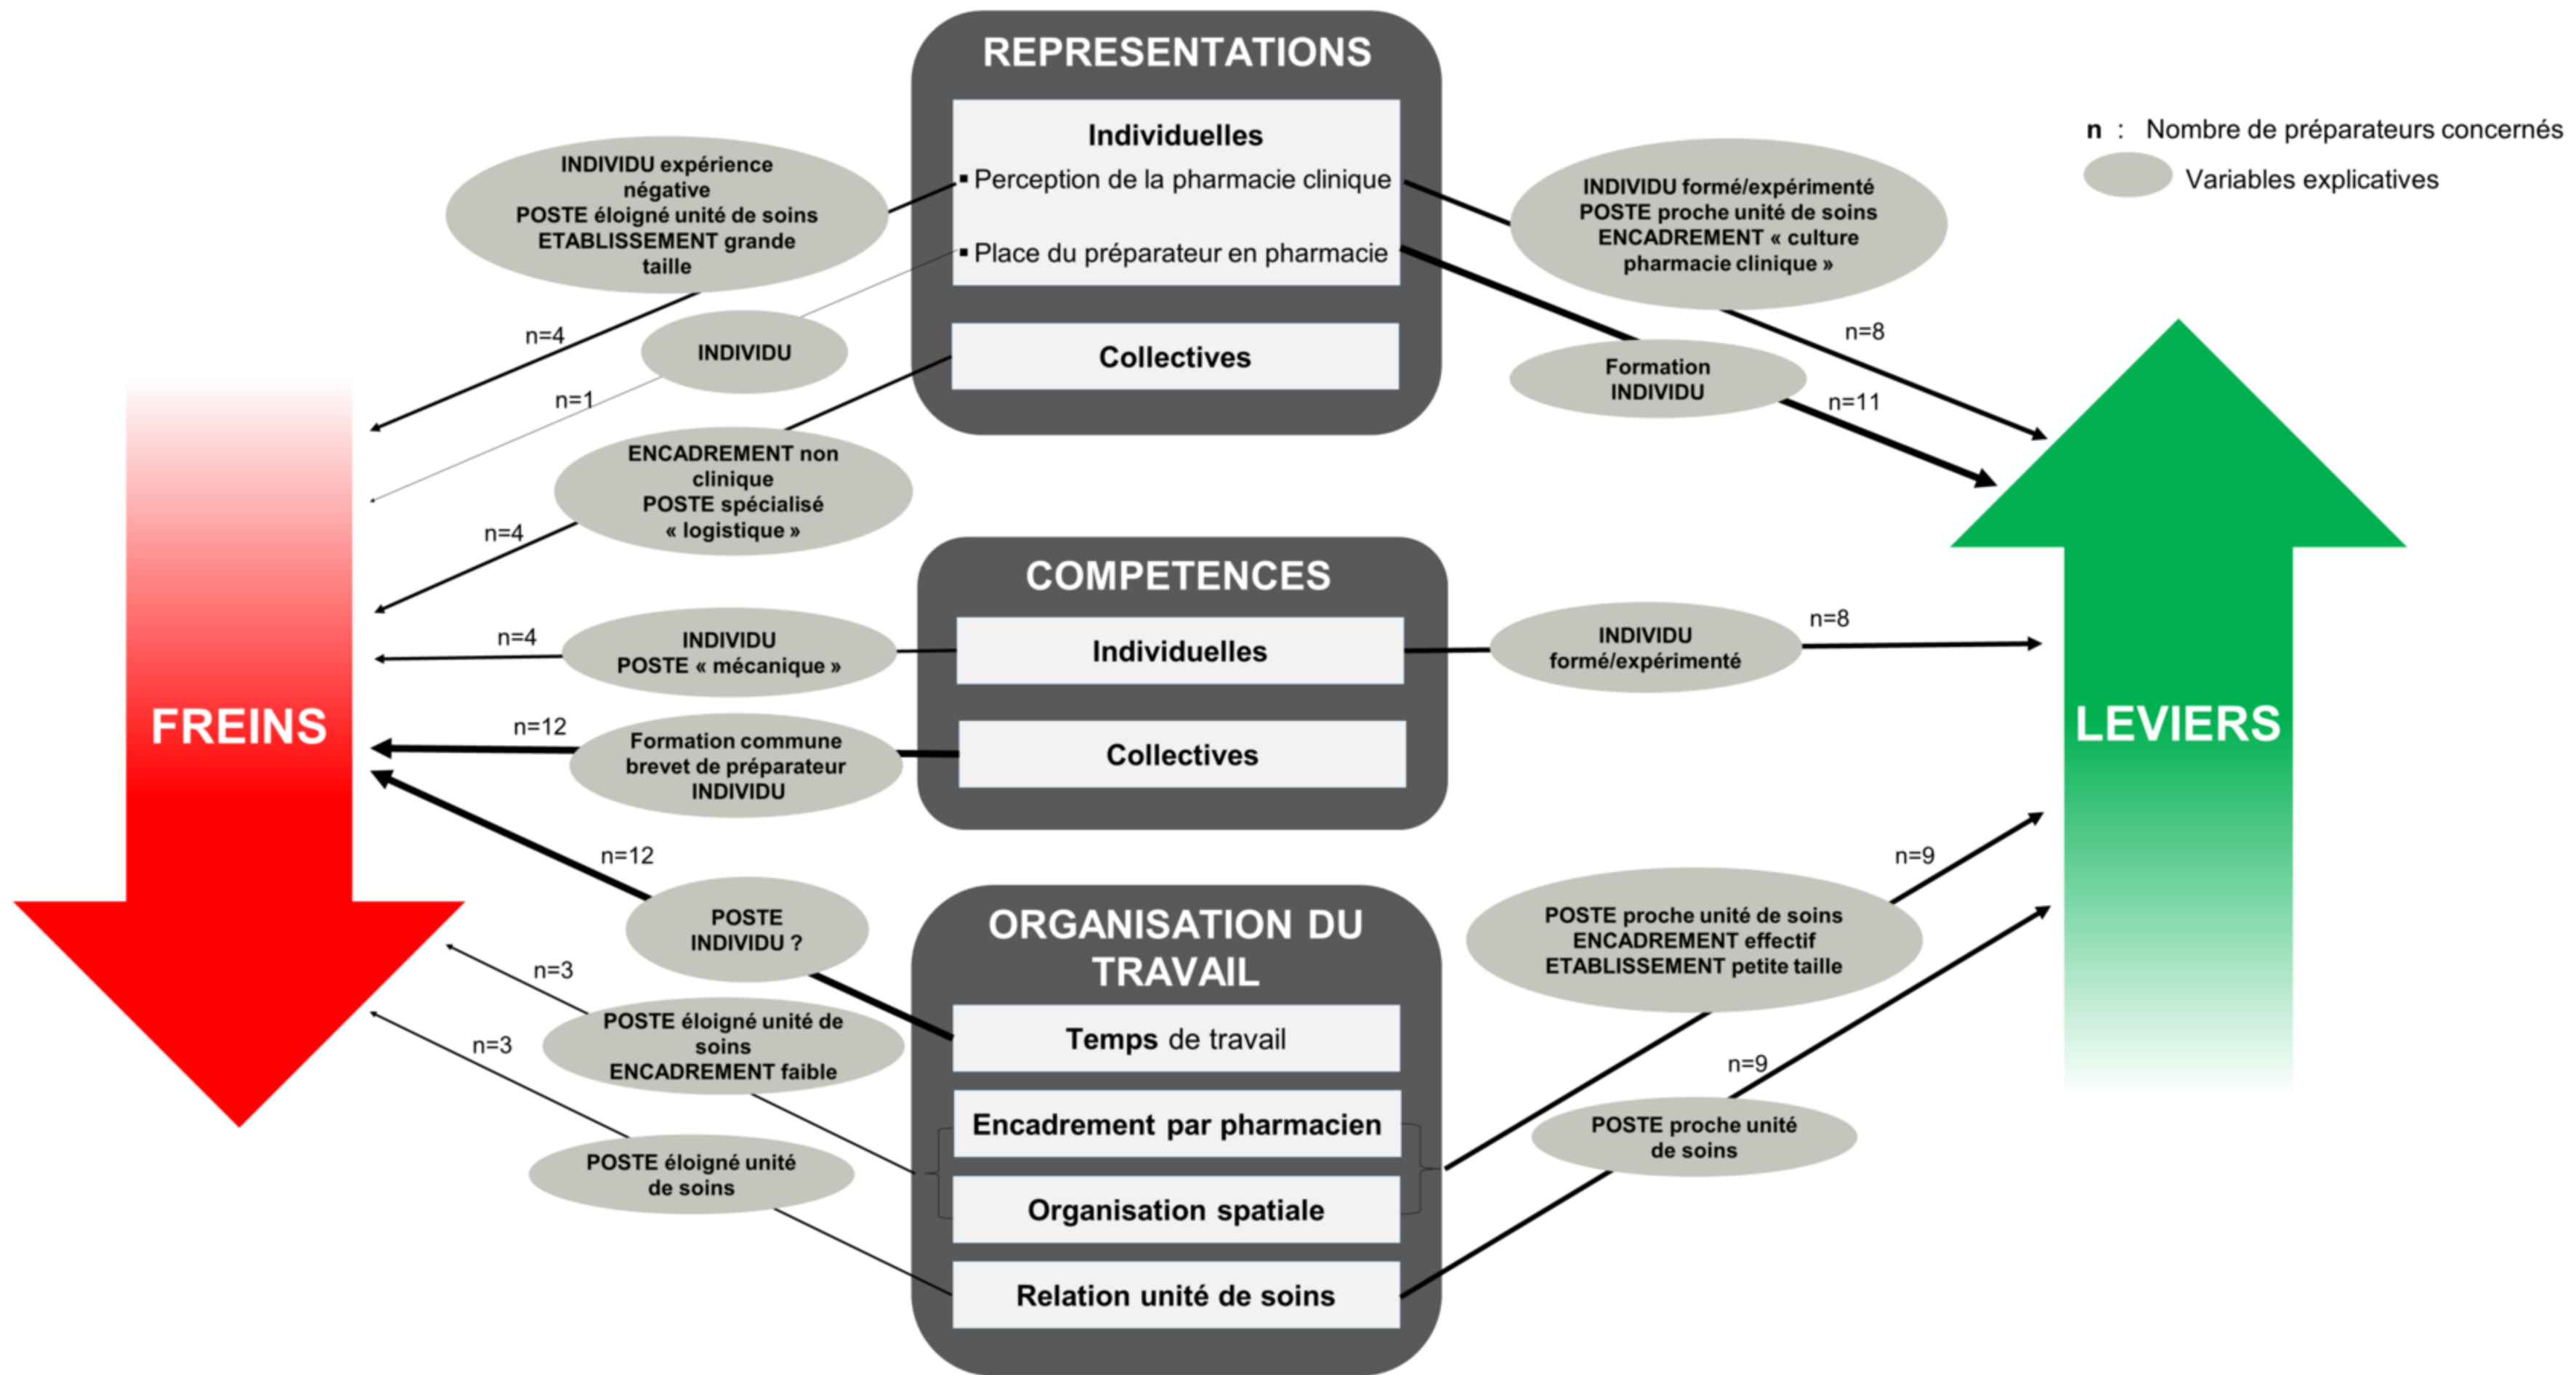 REPRESENTATIONS
Individuelles
▪ Perception de la pharmacie clinique
▪ Place du préparateur en pharmacie
Collectives
n : Nombre de préparateurs concernés
Variables explicatives
INDIVIDU expérience
négative
POSTE éloigné unité de soins
ETABLISSEMENT grande
taille
n=4
INDIVIDU
n=1
ENCADREMENT non
clinique
POSTE spécialisé
« logistique »
n=4
INDIVIDU formé/expérimenté
POSTE proche unité de soins
ENCADREMENT « culture
pharmacie clinique »
n=8
Formation
INDIVIDU
n=11
COMPETENCES
Individuelles
Collectives
n=4
INDIVIDU
POSTE « mécanique »
n=12
Formation commune
brevet de préparateur
INDIVIDU
INDIVIDU
formé/expérimenté
n=8
FREINS
LEVIERS
ORGANISATION DU
TRAVAIL
Temps de travail
Encadrement par pharmacien
Organisation spatiale
Relation unité de soins
n=12
POSTE
INDIVIDU ?
n=3
POSTE éloigné unité de
soins
ENCADREMENT faible
n=3
POSTE éloigné unité
de soins
n=9
POSTE proche unité de soins
ENCADREMENT effectif
ETABLISSEMENT petite taille
n=9
POSTE proche unité
de soins